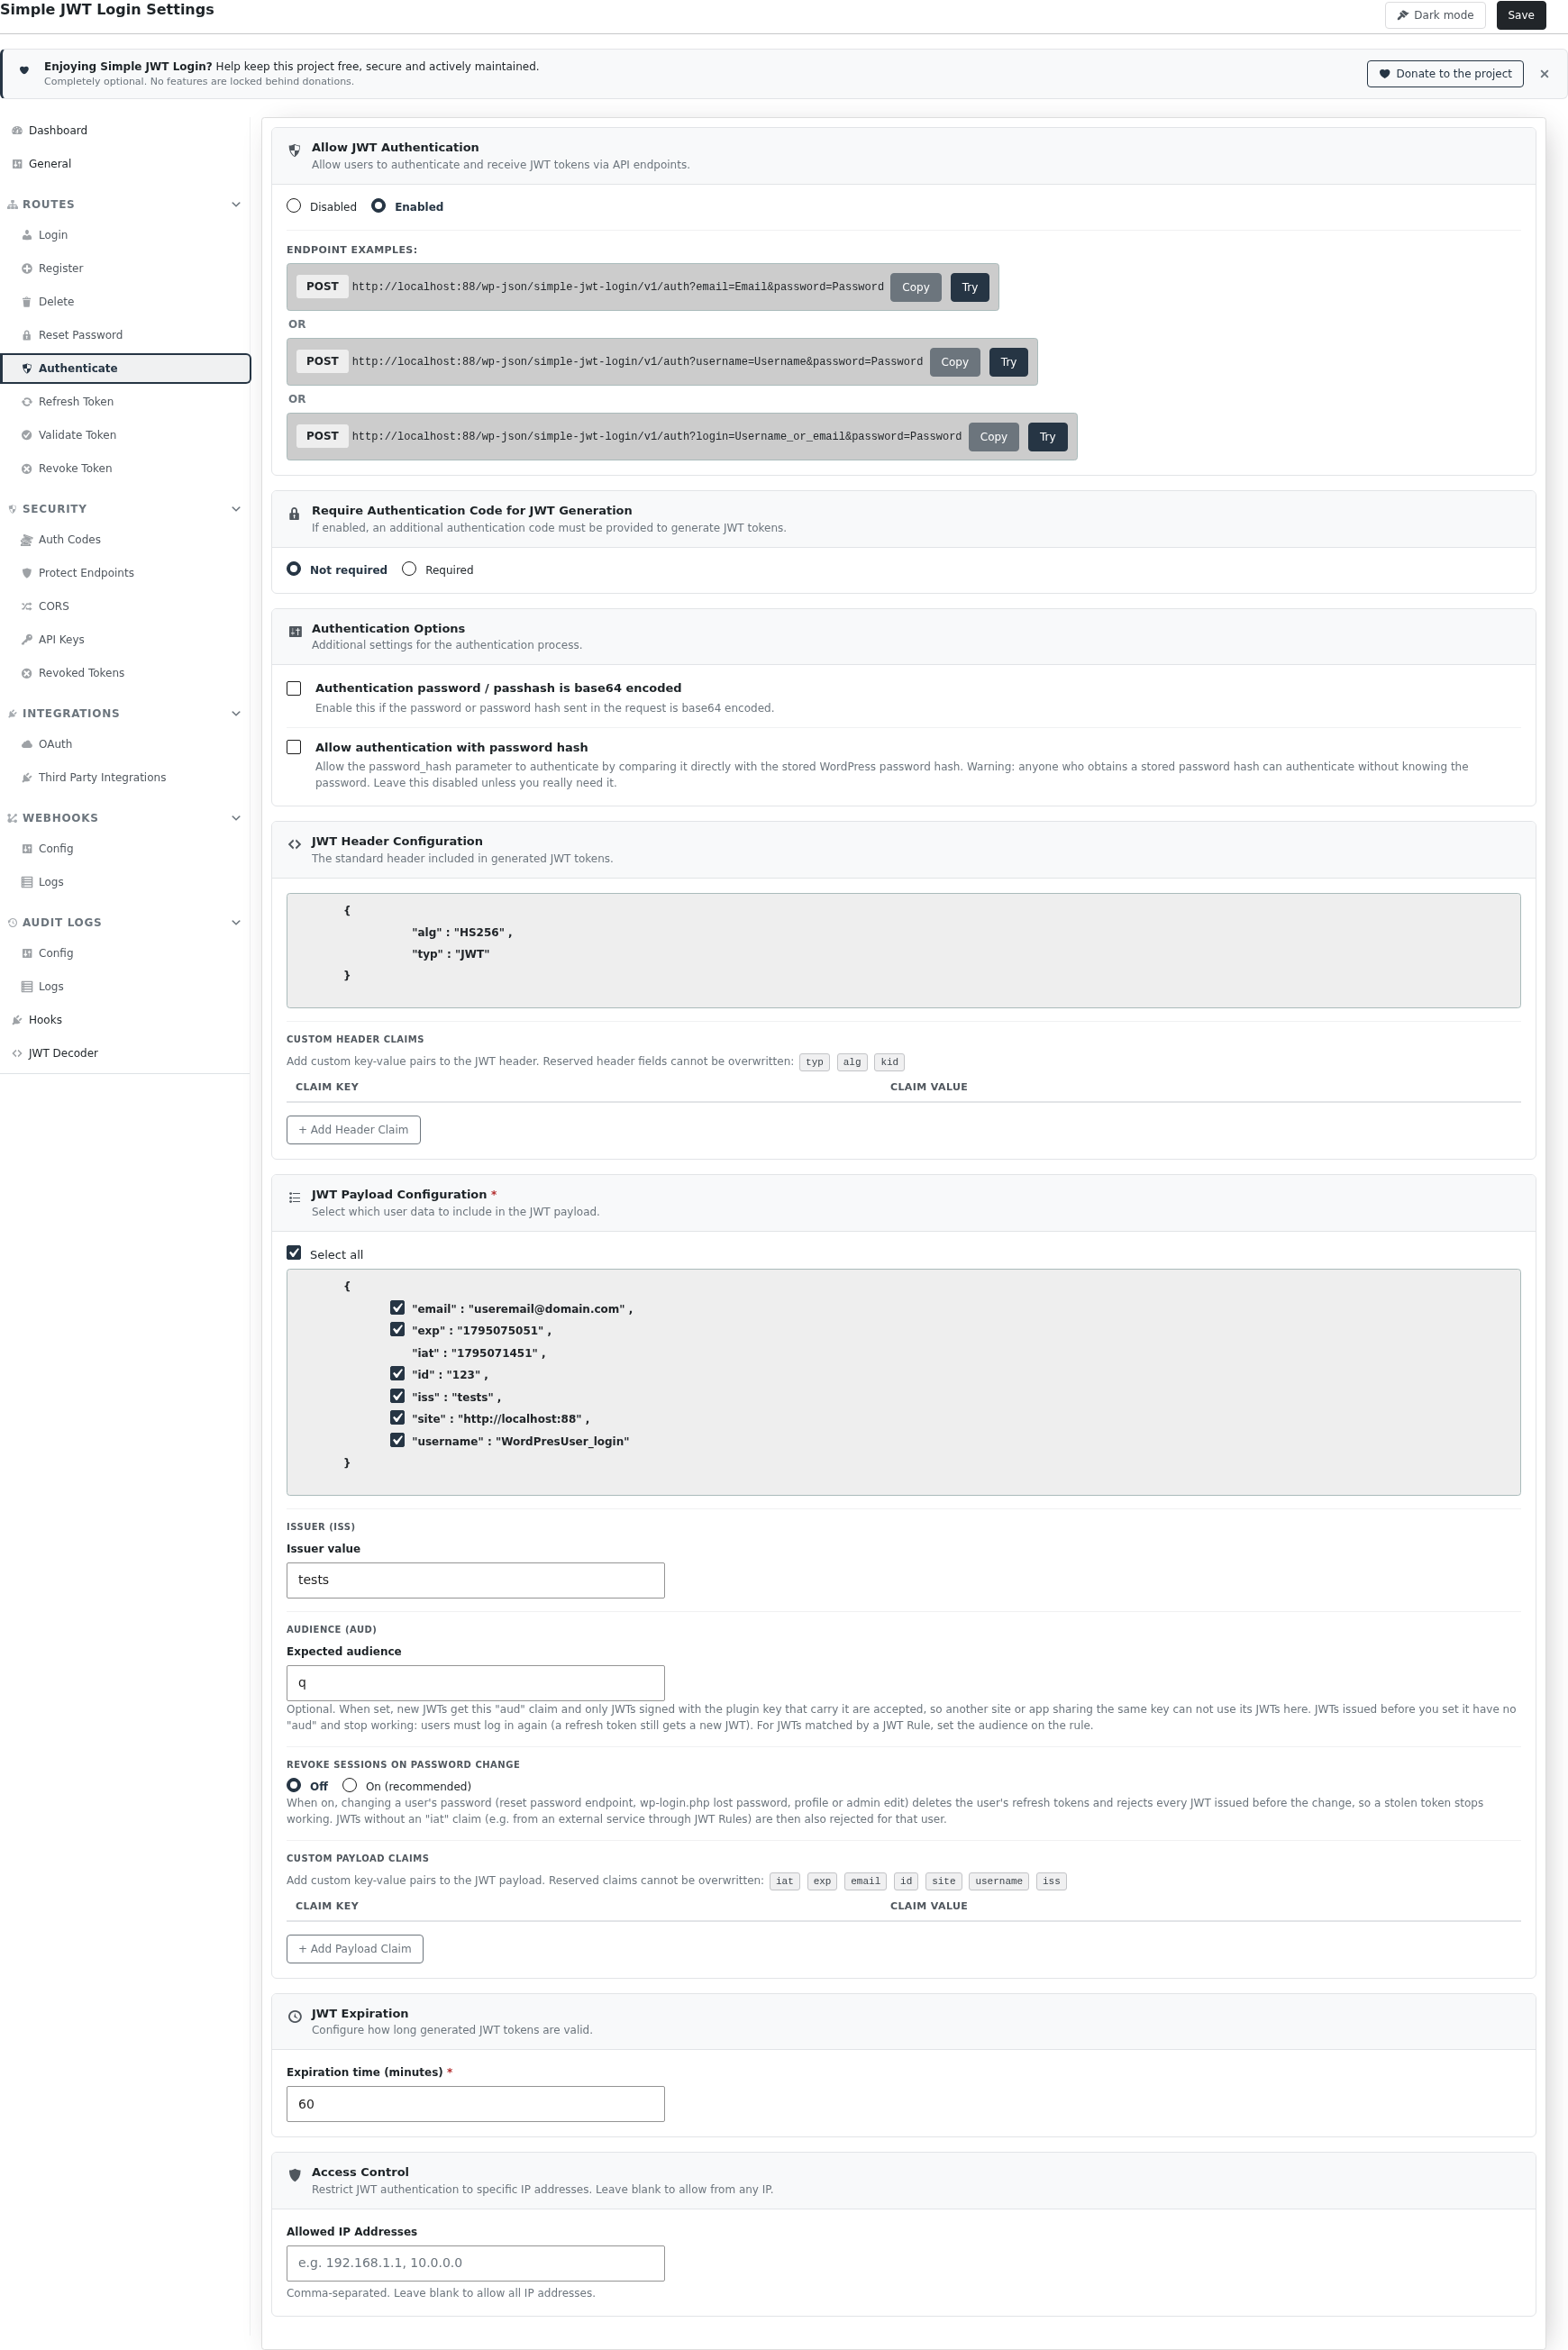 Simple JWT Login Settings
Dark mode
Save
Enjoying Simple JWT Login? Help keep this project free, secure and actively maintained.
Completely optional. No features are locked behind donations.
Donate to the project
×
Dashboard
General
ROUTES
Login
Register
Delete
Reset Password
Authenticate
Refresh Token
Validate Token
Revoke Token
SECURITY
Auth Codes
Protect Endpoints
CORS
API Keys
Revoked Tokens
INTEGRATIONS
OAuth
Third Party Integrations
WEBHOOKS
Config
Logs
AUDIT LOGS
Config
Logs
Hooks
JWT Decoder
Allow JWT Authentication
Allow users to authenticate and receive JWT tokens via API endpoints.
Disabled Enabled
ENDPOINT EXAMPLES:
POST http://localhost:88/wp-json/simple-jwt-login/v1/auth?email=Email&password=Password Copy Try
OR
POST http://localhost:88/wp-json/simple-jwt-login/v1/auth?username=Username&password=Password Copy Try
OR
POST http://localhost:88/wp-json/simple-jwt-login/v1/auth?login=Username_or_email&password=Password Copy Try
Require Authentication Code for JWT Generation
If enabled, an additional authentication code must be provided to generate JWT tokens.
Not required Required
Authentication Options
Additional settings for the authentication process.
Authentication password / passhash is base64 encoded
Enable this if the password or password hash sent in the request is base64 encoded.
Allow authentication with password hash
Allow the password_hash parameter to authenticate by comparing it directly with the stored WordPress password hash. Warning: anyone who obtains a stored password hash can authenticate without knowing the
password. Leave this disabled unless you really need it.
JWT Header Configuration
The standard header included in generated JWT tokens.
{
"alg" : "HS256" ,
"typ" : "JWT"
}
CUSTOM HEADER CLAIMS
Add custom key-value pairs to the JWT header. Reserved header fields cannot be overwritten: typ alg kid
CLAIM KEY CLAIM VALUE
+ Add Header Claim
JWT Payload Configuration *
Select which user data to include in the JWT payload.
Select all
{
"email" : "useremail@domain.com" ,
"exp" : "1795075051" ,
"iat" : "1795071451" ,
"id" : "123" ,
"iss" : "tests" ,
"site" : "http://localhost:88" ,
"username" : "WordPresUser_login"
}
ISSUER (ISS)
Issuer value
tests
AUDIENCE (AUD)
Expected audience
q
Optional. When set, new JWTs get this "aud" claim and only JWTs signed with the plugin key that carry it are accepted, so another site or app sharing the same key can not use its JWTs here. JWTs issued before you set it have no
"aud" and stop working: users must log in again (a refresh token still gets a new JWT). For JWTs matched by a JWT Rule, set the audience on the rule.
REVOKE SESSIONS ON PASSWORD CHANGE
Off On (recommended)
When on, changing a user's password (reset password endpoint, wp-login.php lost password, profile or admin edit) deletes the user's refresh tokens and rejects every JWT issued before the change, so a stolen token stops
working. JWTs without an "iat" claim (e.g. from an external service through JWT Rules) are then also rejected for that user.
CUSTOM PAYLOAD CLAIMS
Add custom key-value pairs to the JWT payload. Reserved claims cannot be overwritten: iat exp email id site username iss
CLAIM KEY CLAIM VALUE
+ Add Payload Claim
JWT Expiration
Configure how long generated JWT tokens are valid.
Expiration time (minutes) *
60
Access Control
Restrict JWT authentication to specific IP addresses. Leave blank to allow from any IP.
Allowed IP Addresses
e.g. 192.168.1.1, 10.0.0.0
Comma-separated. Leave blank to allow all IP addresses.